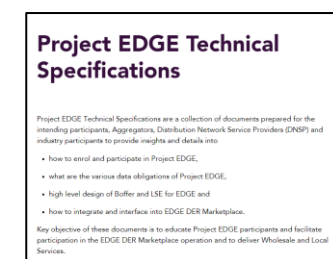 Project EDGE Technical
Specifications
Project EDGE Technical Specifications are a collection of documents prepared for the
intending participants, Aggregators, Distribution Network Service Providers (DNSP) and
industry participants to provide insights and details into
• how to enrol and participate in Project EDGE,
• what are the various data obligations of Project EDGE,
• high level design of Boffer and LSE for EDGE and
• how to integrate and interface into EDGE DER Marketplace.
Key objective of these documents is to educate Project EDGE participants and facilitate
participation in the EDGE DER Marketplace operation and to deliver Wholesale and Local
Services.